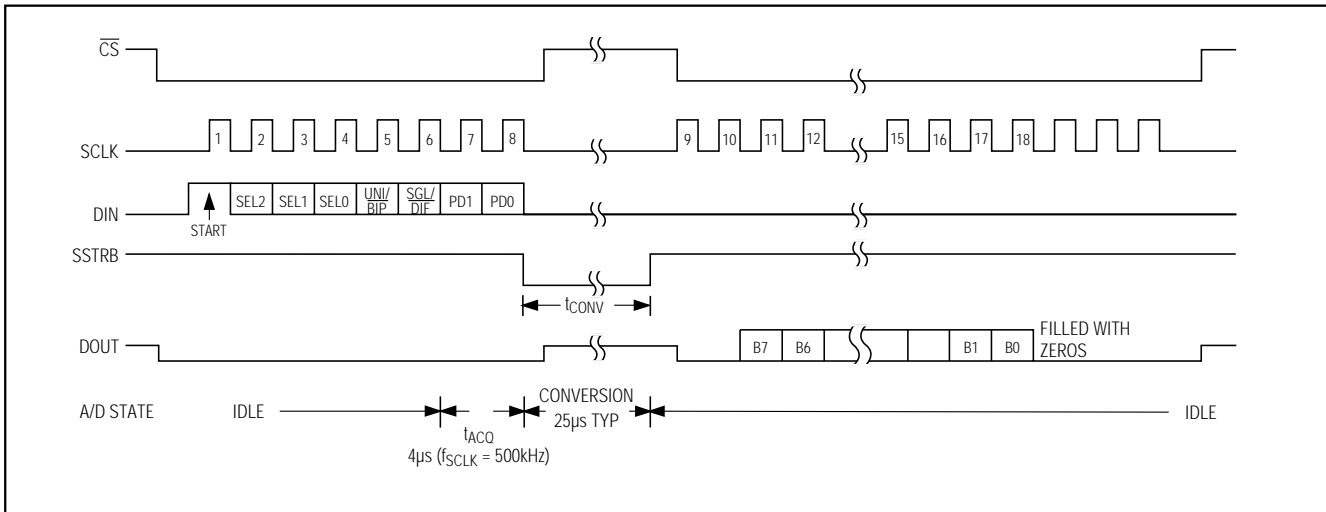 CS
SCLK
1 2 3 4 5 6 7 8 9 10 11 12 15 16 17 18
DIN
SEL2 SEL1 SEL0 UNI/BIP SGL/DIF PD1 PD0
START
SSTRB
tCONV
DOUT
B7 B6 B1 B0
FILLED WITH
ZEROS
A/D STATE IDLE
CONVERSION
25µs TYP
IDLE
tACQ
4µs (fSCLK = 500kHz)